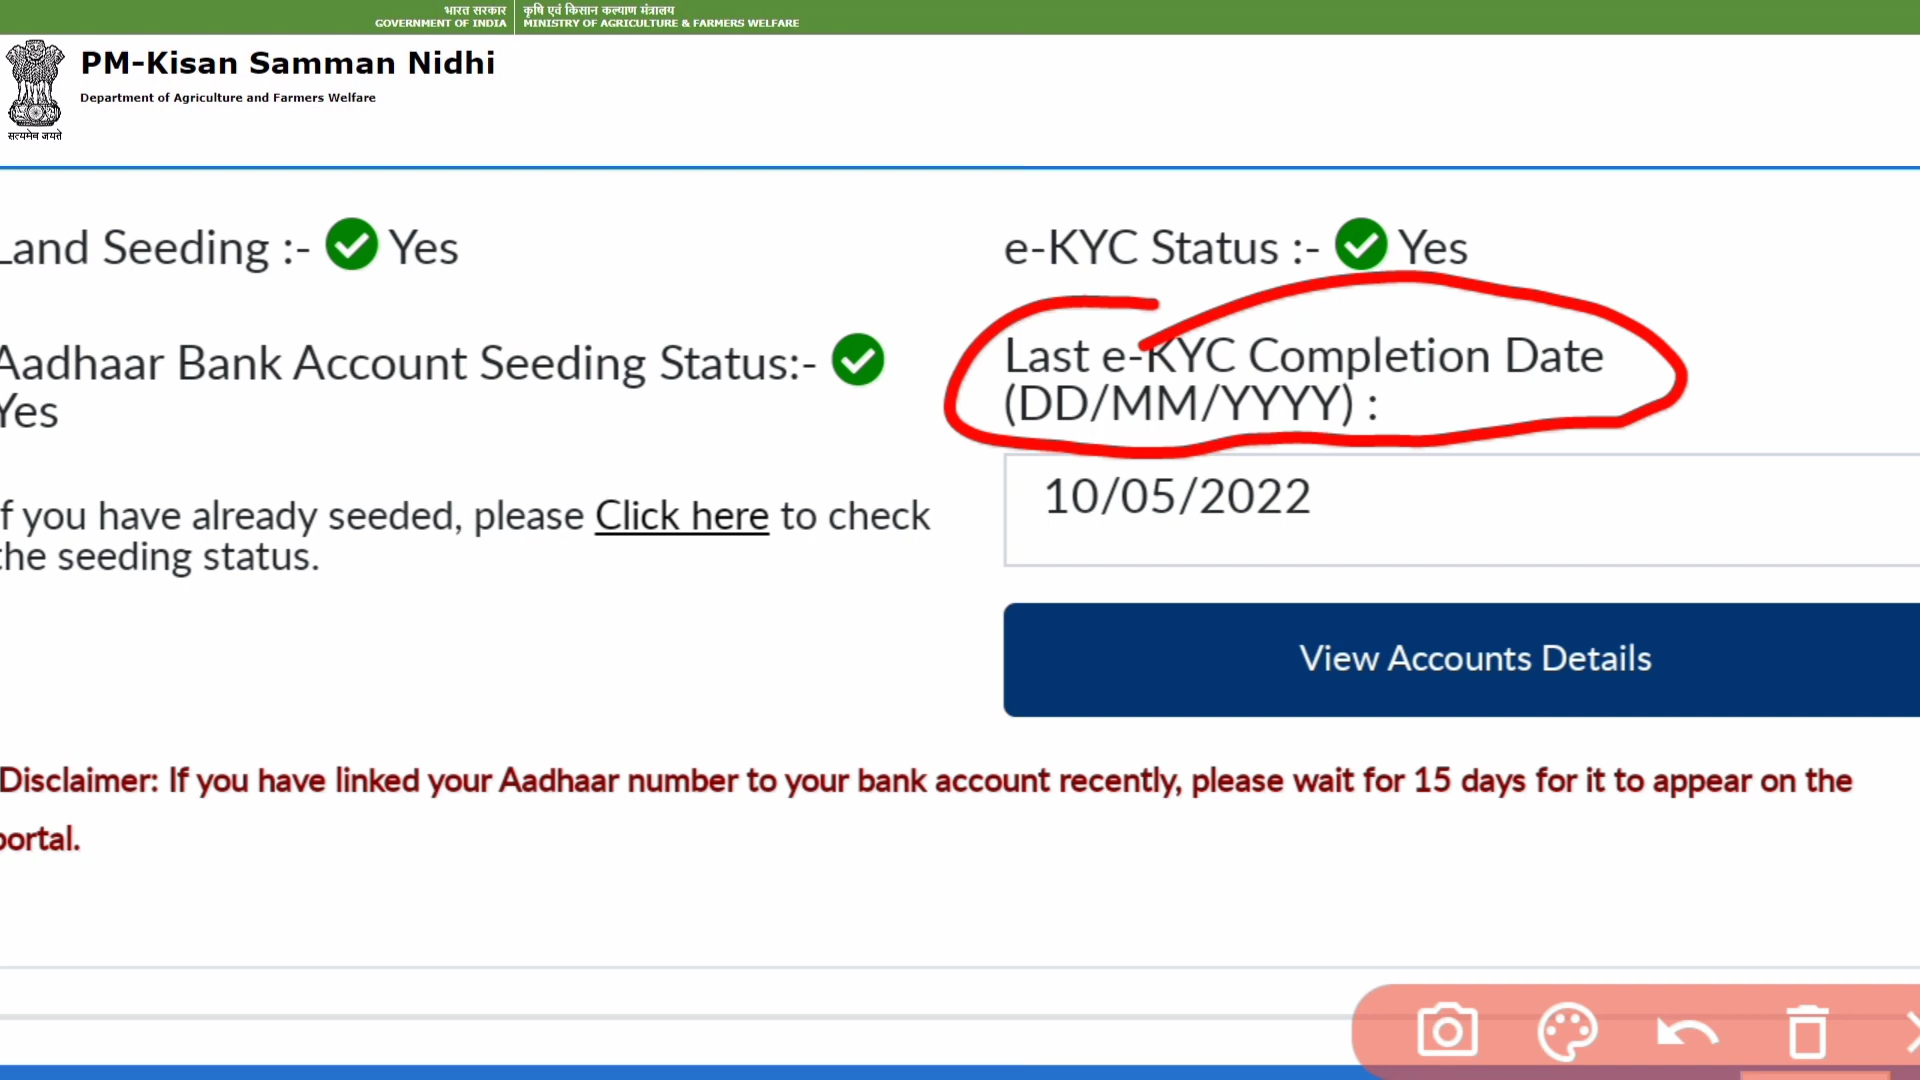 भारत सरकार
GOVERNMENT OF INDIA
कृषि एवं किसान कल्याण मंत्रालय
MINISTRY OF AGRICULTURE & FARMERS WELFARE
PM-Kisan Samman Nidhi
Department of Agriculture and Farmers Welfare
सत्यमेव जयते
Land Seeding :- Yes
e-KYC Status :- Yes
Aadhaar Bank Account Seeding Status:-
Yes
Last e-KYC Completion Date
(DD/MM/YYYY) :
10/05/2022
If you have already seeded, please Click here to check
the seeding status.
View Accounts Details
Disclaimer: If you have linked your Aadhaar number to your bank account recently, please wait for 15 days for it to appear on the
portal.